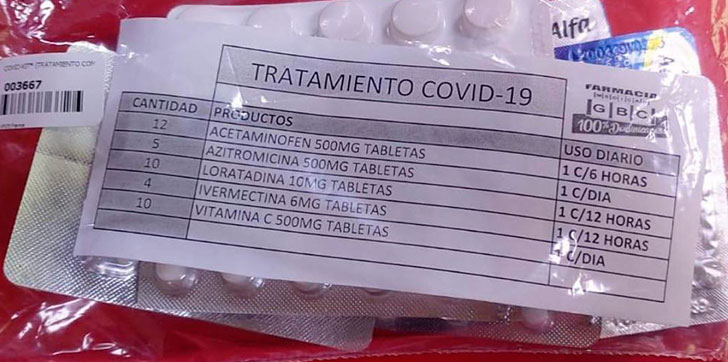 Alfa
003667
TRATAMIENTO COVID-19
FARMACIA
GBC
100%
CANTIDAD PRODUCTOS USO DIARIO
12 ACETAMINOFEN 500MG TABLETAS 1 C/6 HORAS
5 AZITROMICINA 500MG TABLETAS 1 C/DIA
10 LORATADINA 10MG TABLETAS 1 C/12 HORAS
4 IVERMECTINA 6MG TABLETAS 1 C/12 HORAS
10 VITAMINA C 500MG TABLETAS C/DIA